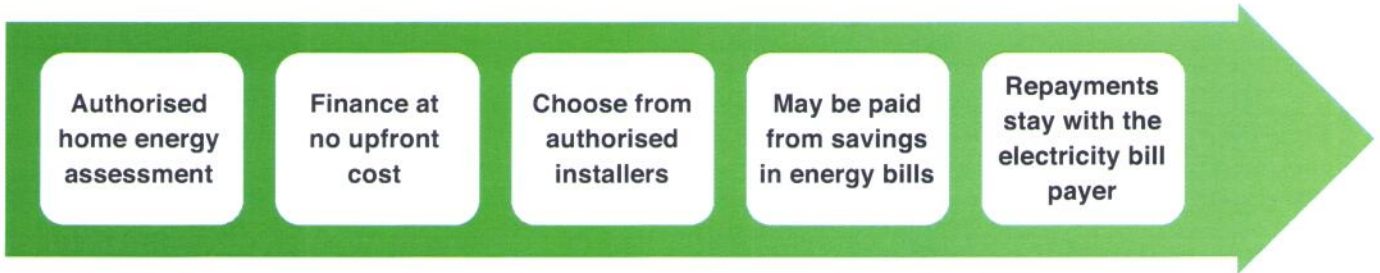 Authorised
home energy
assessment
Finance at
no upfront
cost
Choose from
authorised
installers
May be paid
from savings
in energy bills
Repayments
stay with the
electricity bill
payer